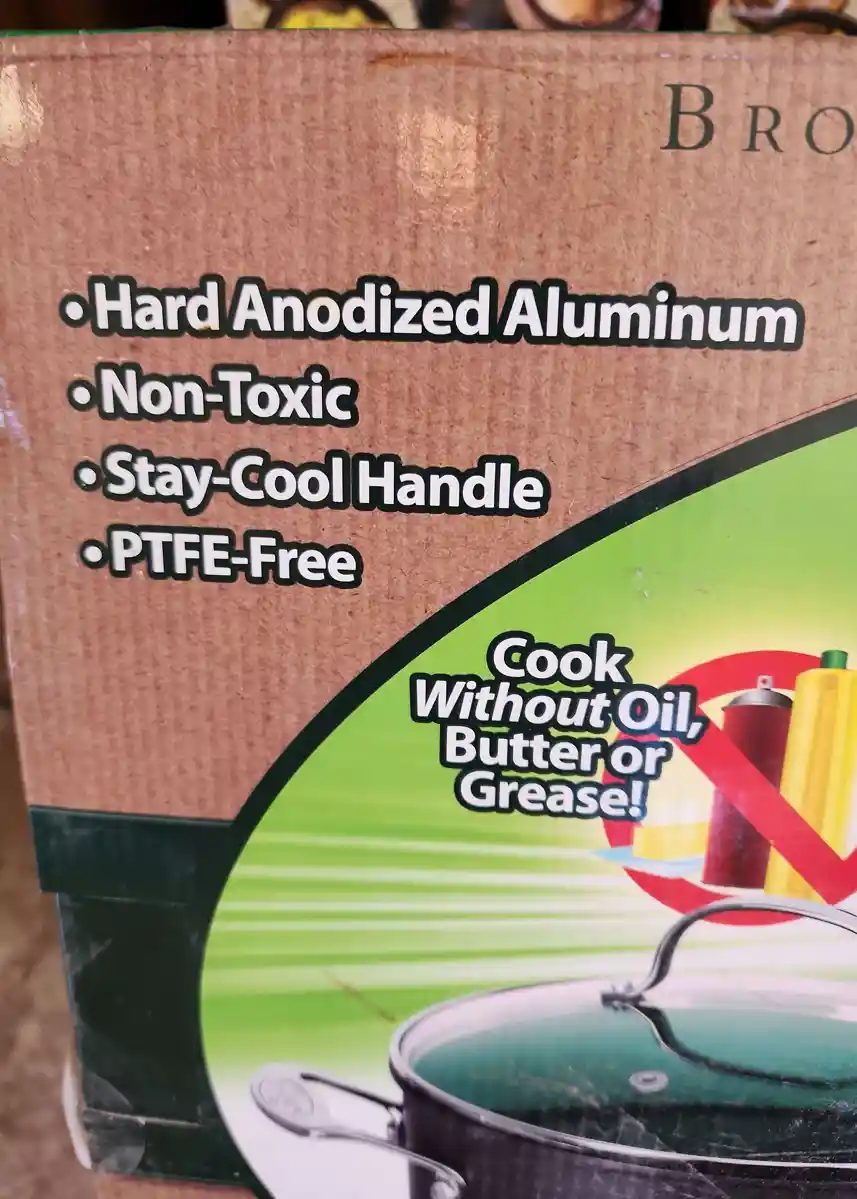 BRO
•Hard Anodized Aluminum
•Non-Toxic
•Stay-Cool Handle
•PTFE-Free
Cook
Without Oil,
Butter or
Grease!